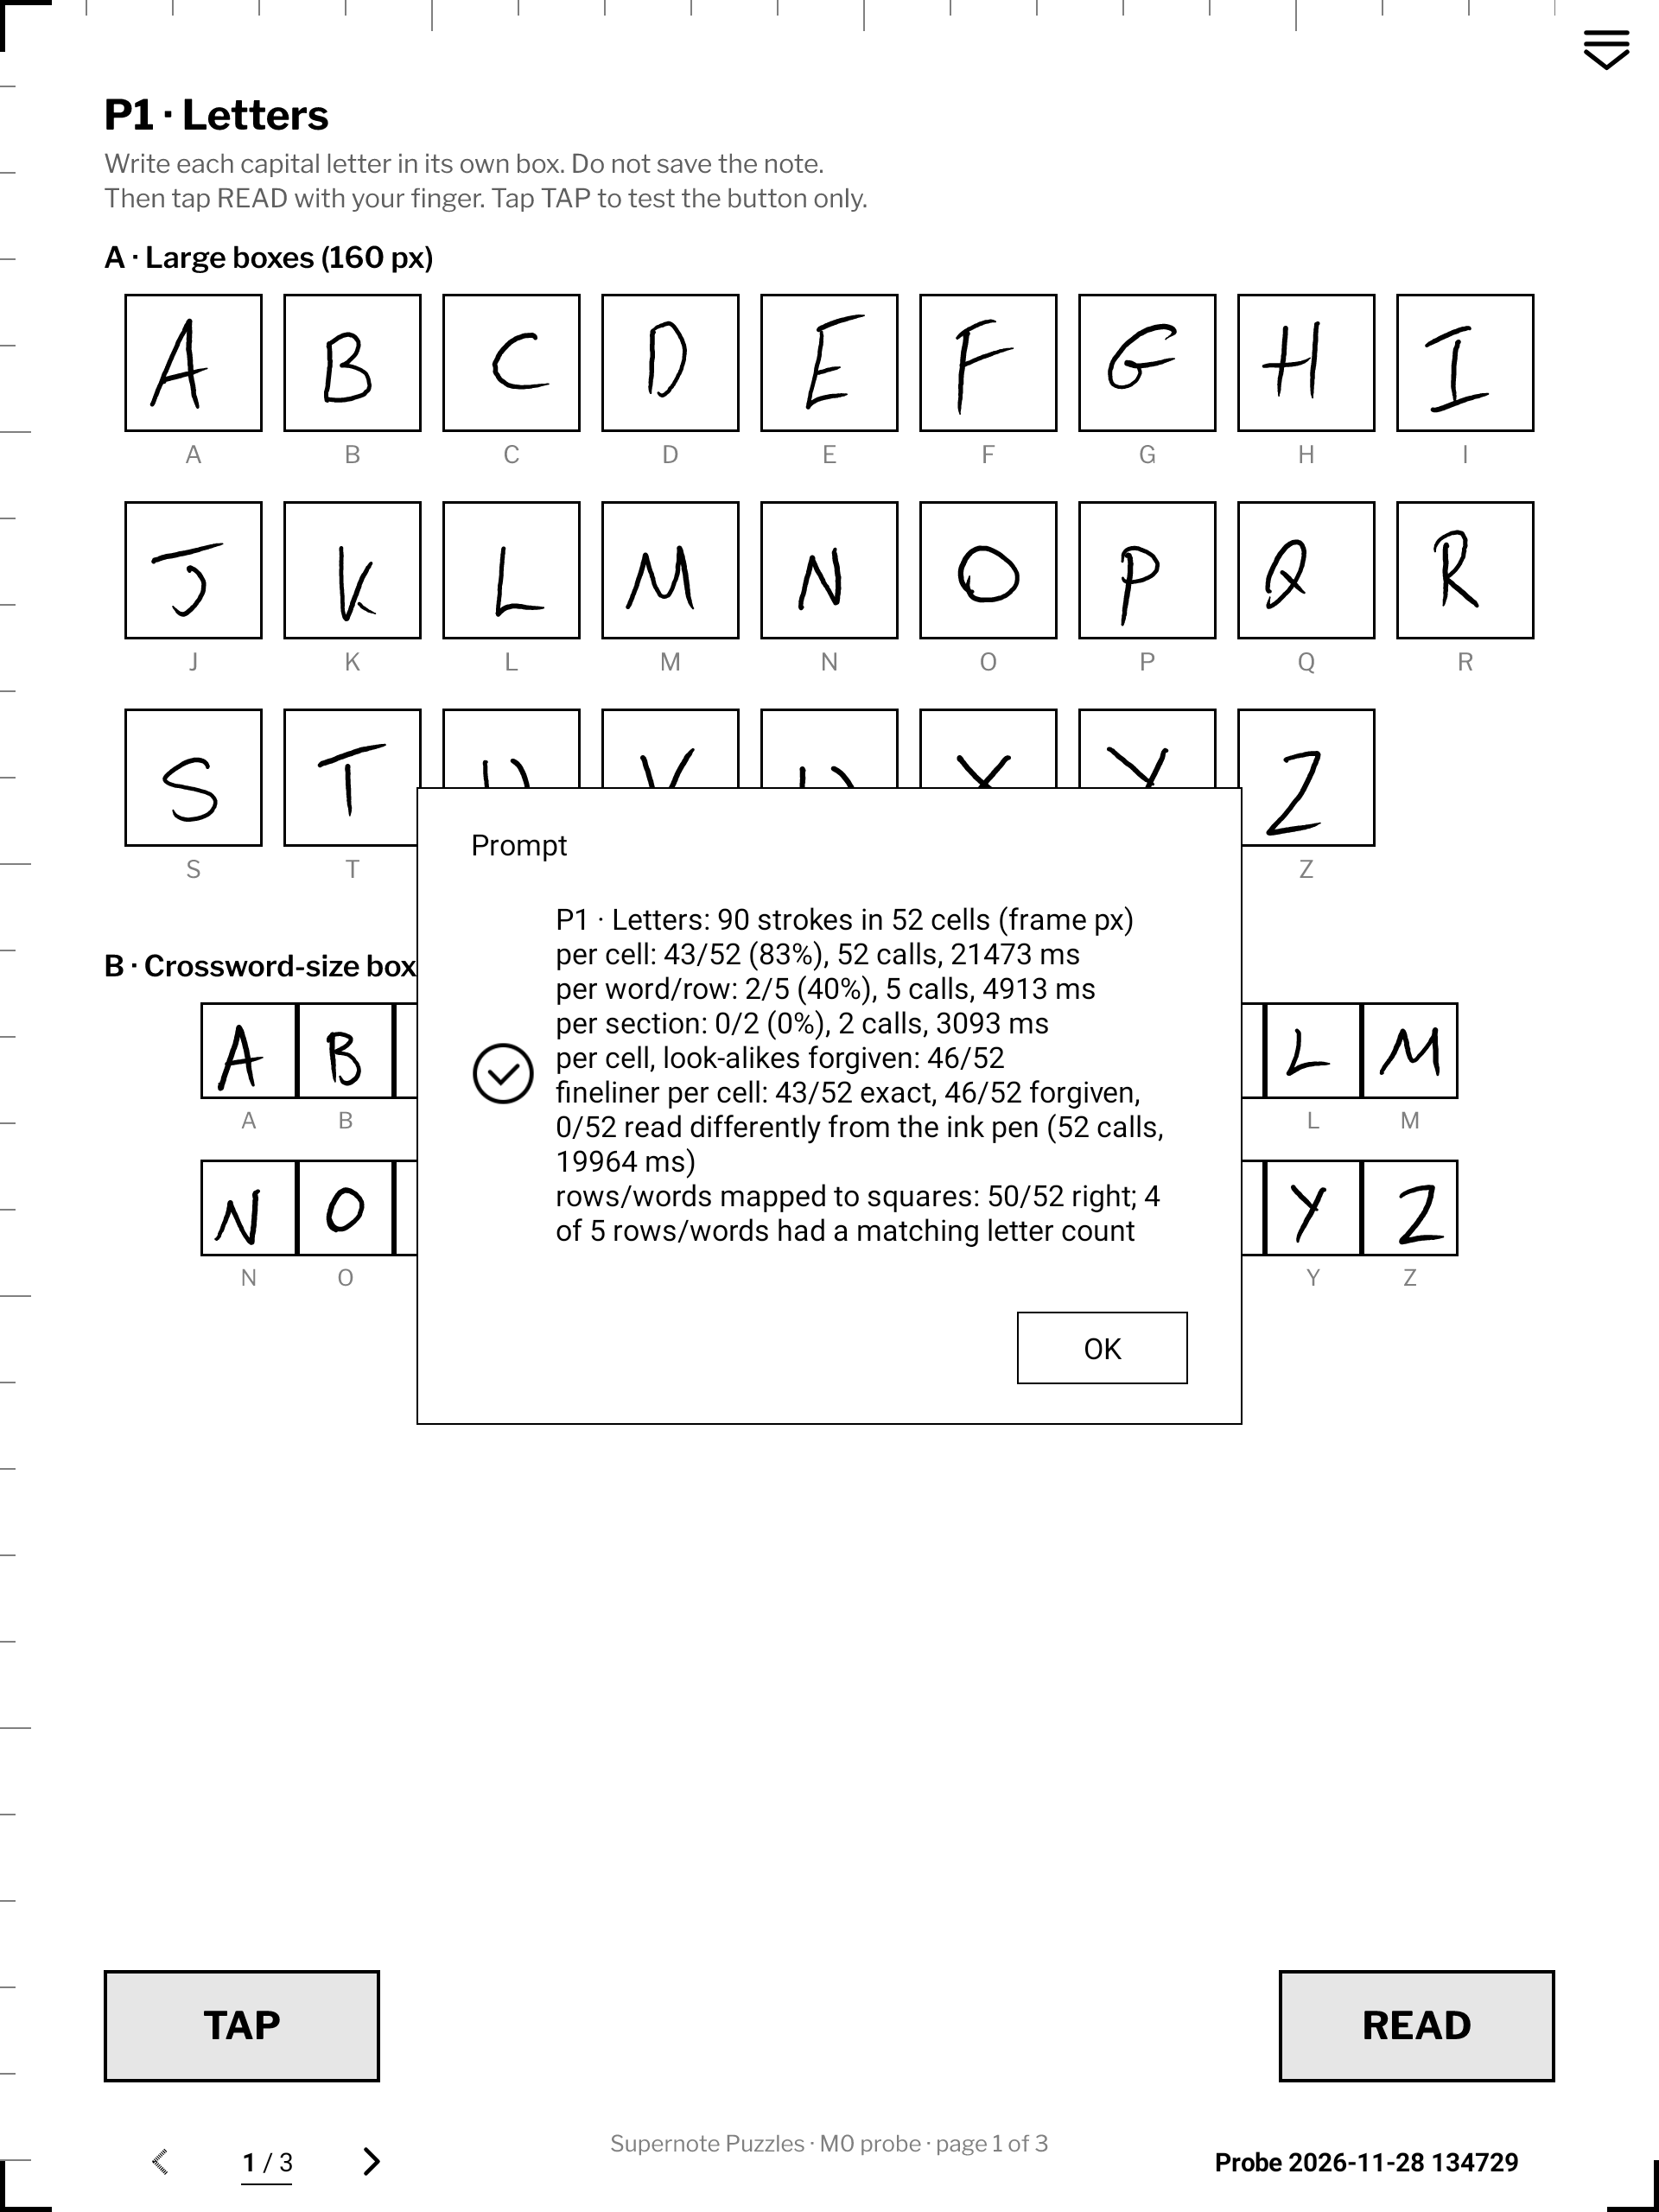 P1 · Letters
Write each capital letter in its own box. Do not save the note.
Then tap READ with your finger. Tap TAP to test the button only.
A · Large boxes (160 px)
A B C D E F G H I
A B C D E F G H I
J K L M N O P Q R
J K L M N O P Q R
S T V X Y Z
S T Z
Prompt
P1 · Letters: 90 strokes in 52 cells (frame px)
per cell: 43/52 (83%), 52 calls, 21473 ms
per word/row: 2/5 (40%), 5 calls, 4913 ms
per section: 0/2 (0%), 2 calls, 3093 ms
per cell, look-alikes forgiven: 46/52
fineliner per cell: 43/52 exact, 46/52 forgiven,
0/52 read differently from the ink pen (52 calls,
19964 ms)
rows/words mapped to squares: 50/52 right; 4
of 5 rows/words had a matching letter count
OK
B · Crossword-size box
A B L M
A B L M
N O Y Z
N O Y Z
TAP
READ
1 / 3
Supernote Puzzles · M0 probe · page 1 of 3
Probe 2026-11-28 134729